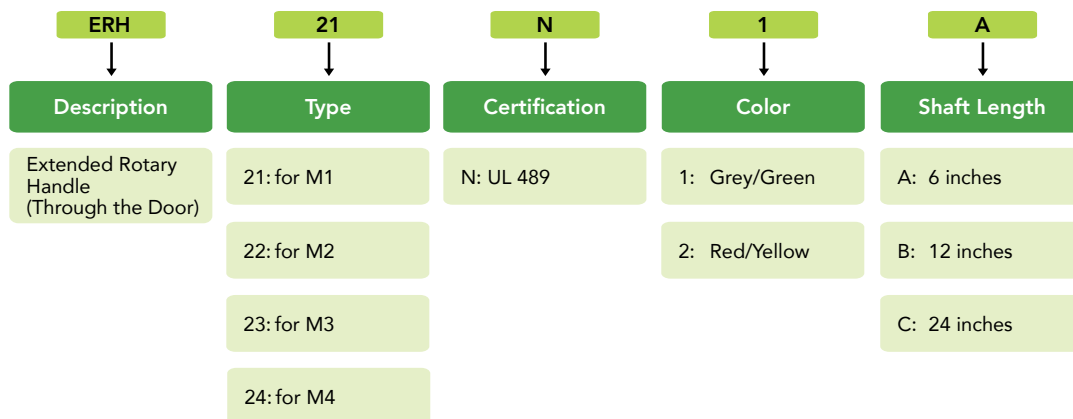 ERH
21
N
1
A
Description
Type
Certification
Color
Shaft Length
Extended Rotary
Handle
(Through the Door)
21: for M1
22: for M2
23: for M3
24: for M4
N: UL 489
1: Grey/Green
2: Red/Yellow
A: 6 inches
B: 12 inches
C: 24 inches